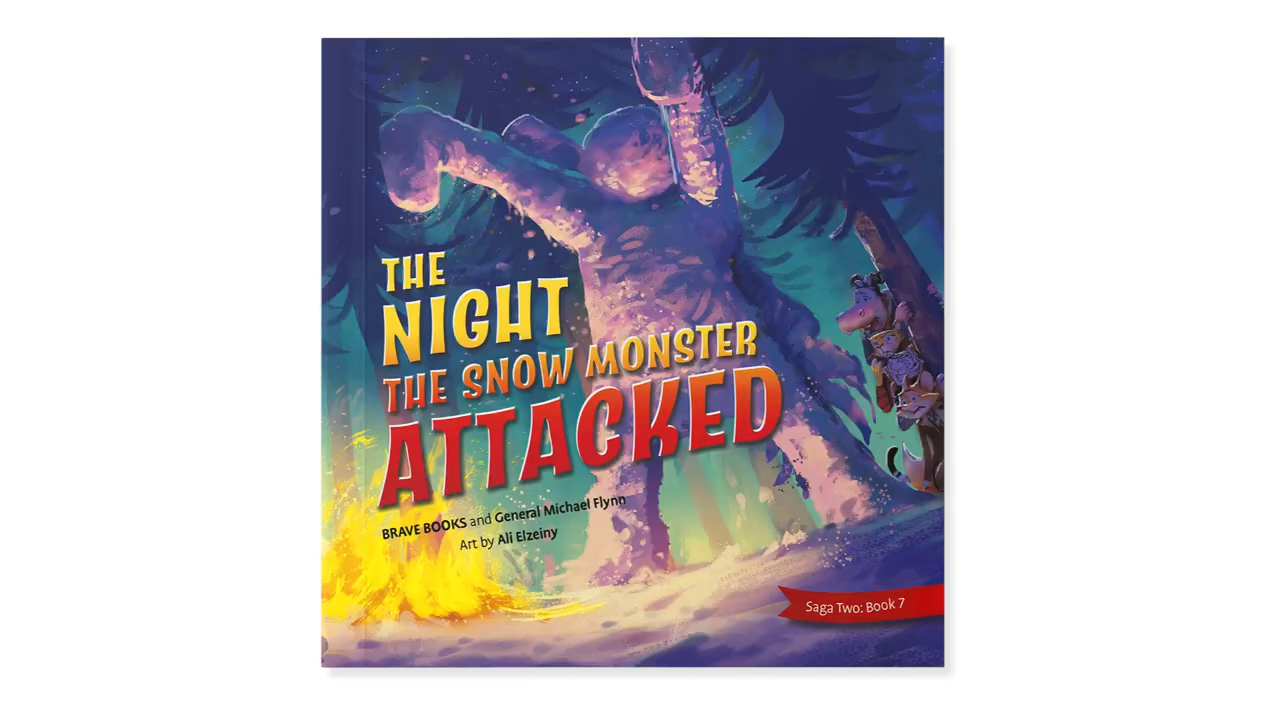 THE
NIGHT
THE SNOW MONSTER
ATTACKED
BRAVE BOOKS and General Michael Flynn
Art by Ali Elzeiny
Saga Two: Book 7